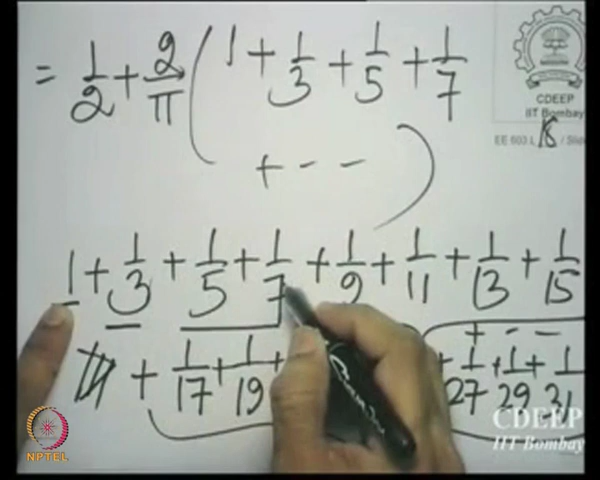 = 1/2 + 2/π ( 1 + 1/3 + 1/5 + 1/7
+ - - )
CDEEP
IIT Bombay
EE 603 L 18 / Slide
1 + 1/3 + 1/5 + 1/7 + 1/9 + 1/11 + 1/13 + 1/15
+ - -
+ 1/17 + 1/19 + + 1/27 + 1/29 + 1/31
CDEEP
IIT Bombay
NPTEL